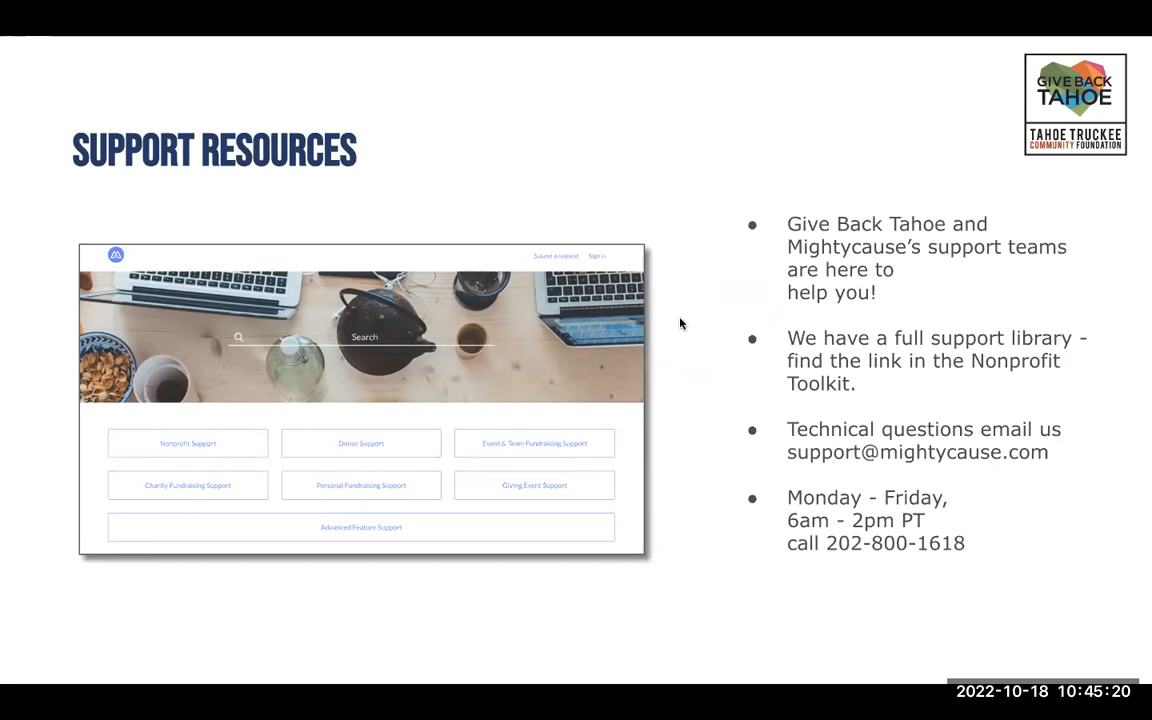 GIVE BACK
TAHOE
TAHOE TRUCKEE
COMMUNITY FOUNDATION
SUPPORT RESOURCES
Submit a request Sign in
Search
Nonprofit Support Donor Support Event & Team Fundraising Support
Charity Fundraising Support Personal Fundraising Support Giving Event Support
Advanced Feature Support
● Give Back Tahoe and
Mightycause’s support teams
are here to
help you!
● We have a full support library -
find the link in the Nonprofit
Toolkit.
● Technical questions email us
support@mightycause.com
● Monday - Friday,
6am - 2pm PT
call 202-800-1618
2022-10-18 10:45:20